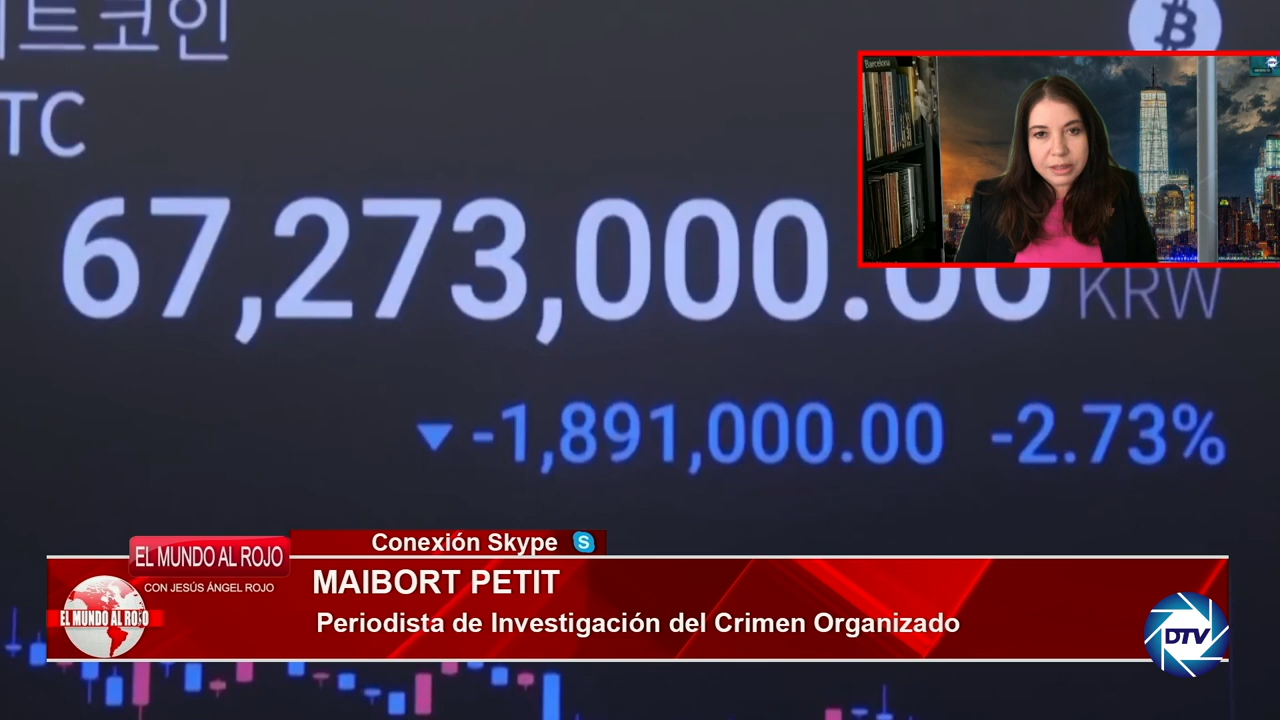 트코인
TC
67,273,000.00
KRW
-1,891,000.00 -2.73%
Barcelona
Conexión Skype
EL MUNDO AL ROJO
CON JESÚS ÁNGEL ROJO
MAIBORT PETIT
Periodista de Investigación del Crimen Organizado
EL MUNDO AL ROJO
DTV